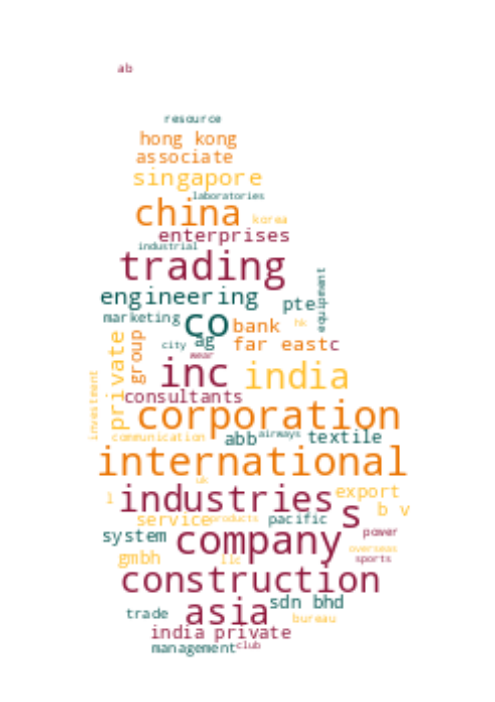 ab
resource
hong kong
associate
singapore
laboratories
china
korea
enterprises
industrial
trading
engineering
pte
equipment
marketing
co
bank
hk
private
group
city
ag
far east
c
wear
inc
india
investment
consultants
corporation
communication
abb
airways
textile
international
uk
l
industries
export
s
b v
service
products
pacific
system
company
power
overseas
gmbh
llc
sports
construction
asia
sdn bhd
trade
bureau
india private
management
club